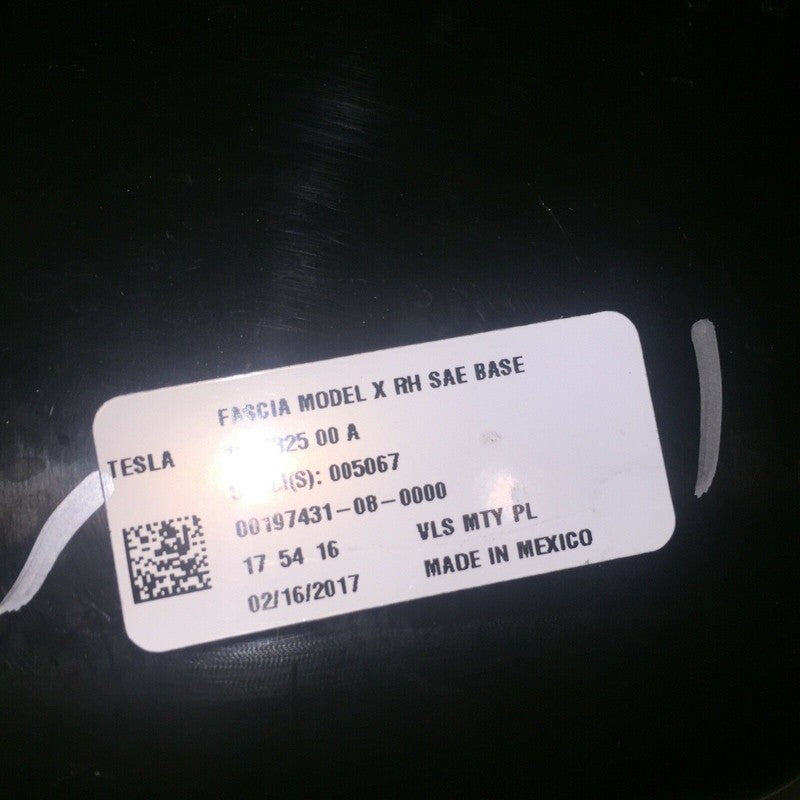 FASCIA MODEL X RH SAE BASE
TESLA
00 A
005067
00197431-08-0000
17 54 16
VLS MTY PL
02/16/2017
MADE IN MEXICO